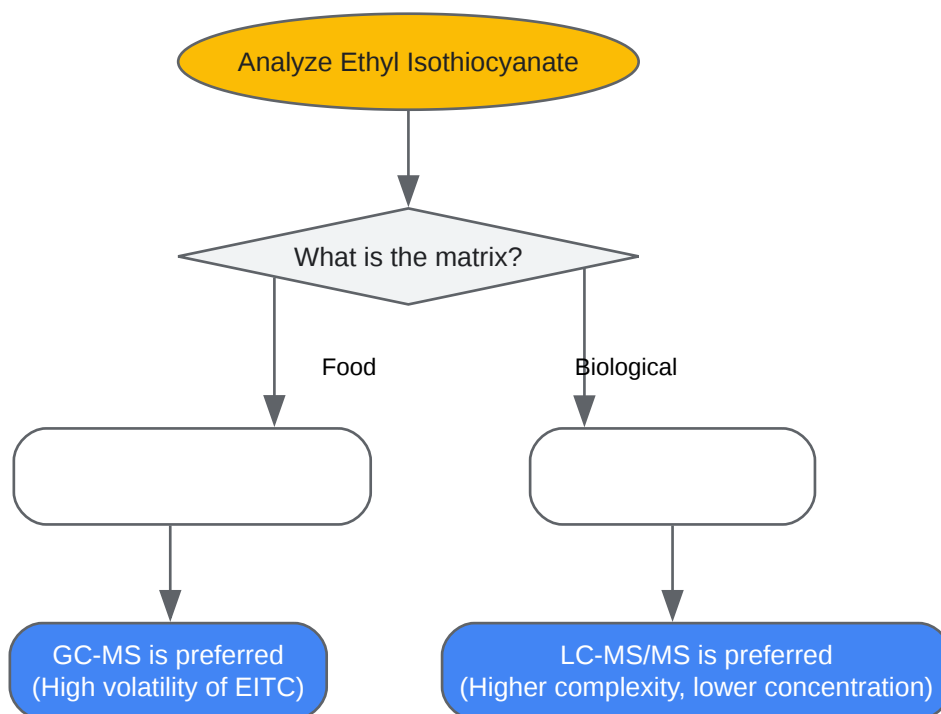 Analyze Ethyl Isothiocyanate
What is the matrix?
Food
Biological
GC-MS is preferred
(High volatility of EITC)
LC-MS/MS is preferred
(Higher complexity, lower concentration)